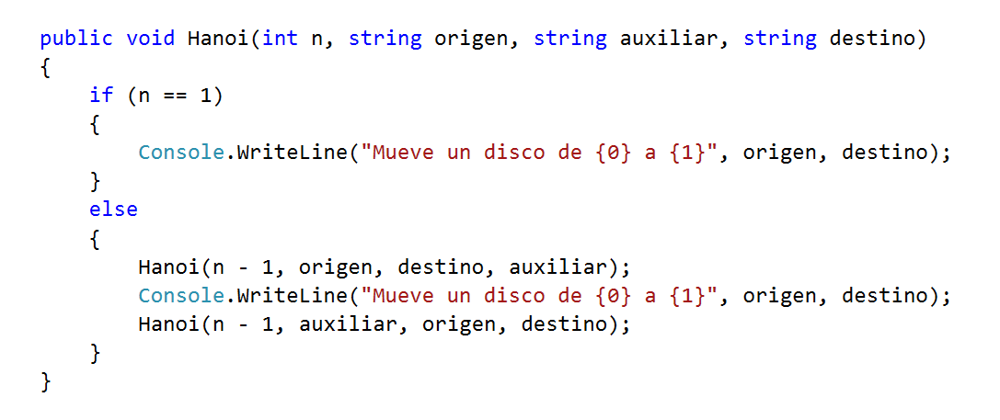 public void Hanoi(int n, string origen, string auxiliar, string destino)
{
    if (n == 1)
    {
        Console.WriteLine("Mueve un disco de {0} a {1}", origen, destino);
    }
    else
    {
        Hanoi(n - 1, origen, destino, auxiliar);
        Console.WriteLine("Mueve un disco de {0} a {1}", origen, destino);
        Hanoi(n - 1, auxiliar, origen, destino);
    }
}